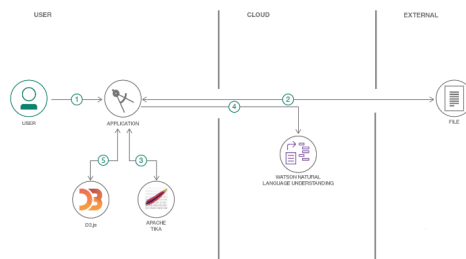 USER
CLOUD
EXTERNAL
1
2
4
USER
APPLICATION
FILE
5
3
WATSON NATURAL
LANGUAGE UNDERSTANDING
D3
D3.js
APACHE
TIKA